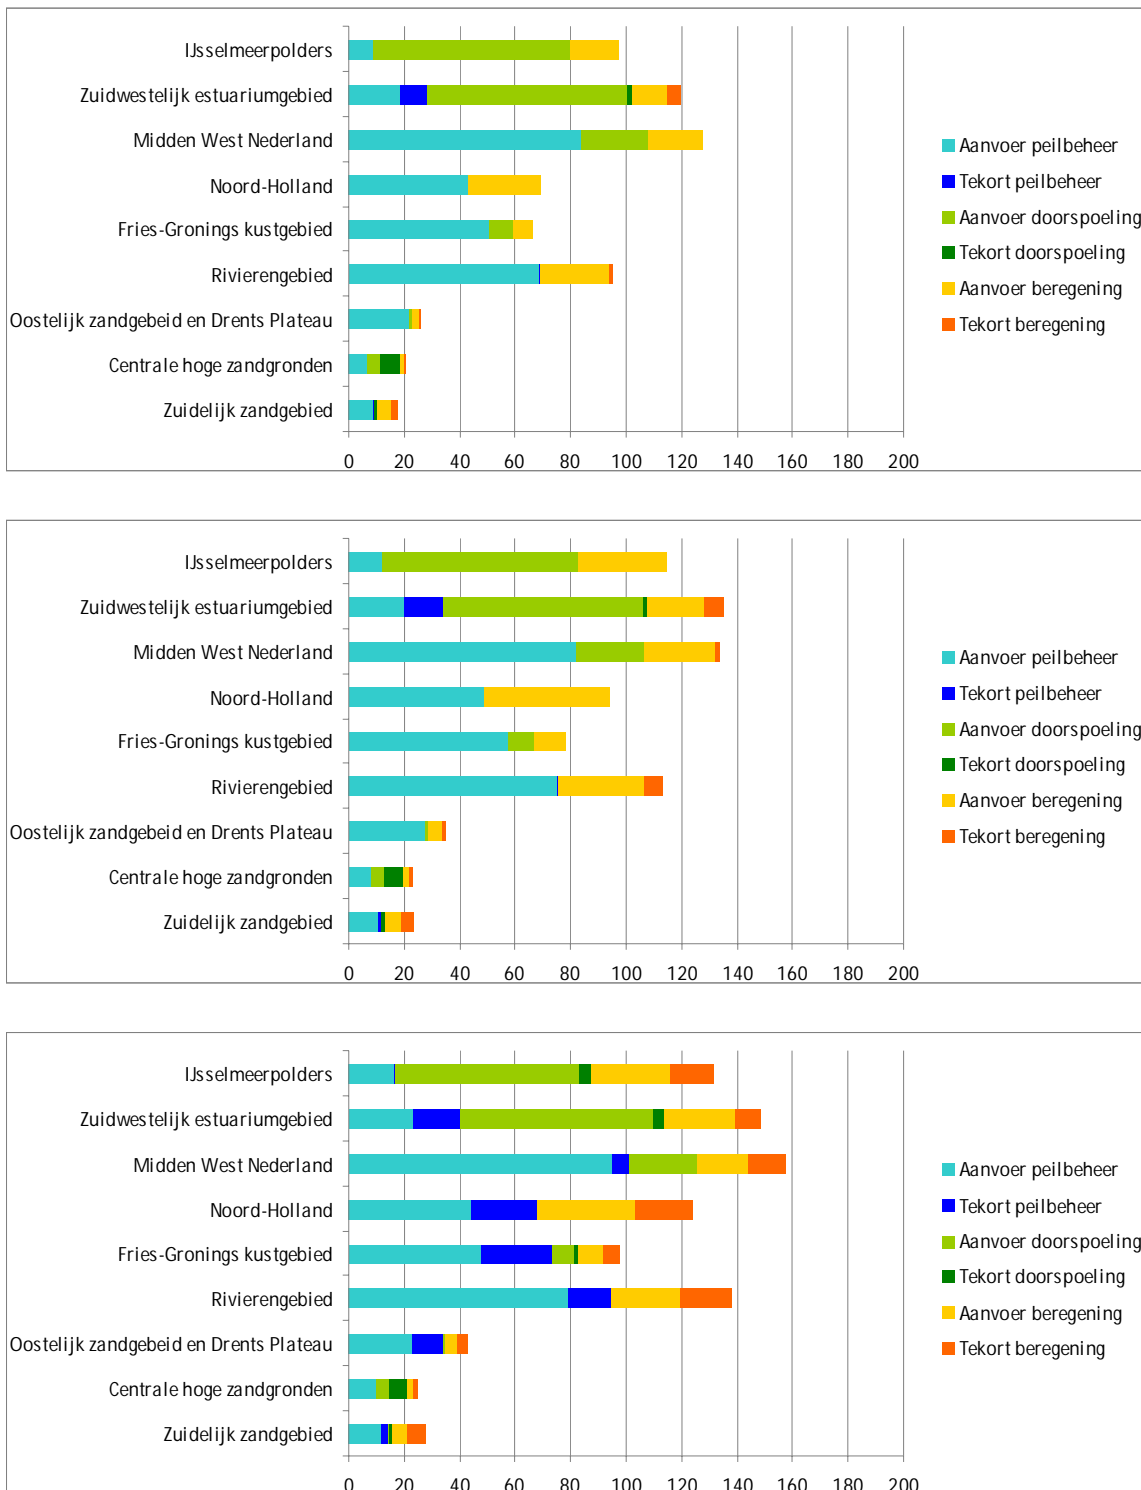 IJsselmeerpolders
Zuidwestelijk estuariumgebied
Midden West Nederland
Noord-Holland
Fries-Gronings kustgebied
Rivierengebied
Oostelijk zandgebeid en Drents Plateau
Centrale hoge zandgronden
Zuidelijk zandgebied
0 20 40 60 80 100 120 140 160 180 200
Aanvoer peilbeheer
Tekort peilbeheer
Aanvoer doorspoeling
Tekort doorspoeling
Aanvoer beregening
Tekort beregening
IJsselmeerpolders
Zuidwestelijk estuariumgebied
Midden West Nederland
Noord-Holland
Fries-Gronings kustgebied
Rivierengebied
Oostelijk zandgebeid en Drents Plateau
Centrale hoge zandgronden
Zuidelijk zandgebied
0 20 40 60 80 100 120 140 160 180 200
Aanvoer peilbeheer
Tekort peilbeheer
Aanvoer doorspoeling
Tekort doorspoeling
Aanvoer beregening
Tekort beregening
IJsselmeerpolders
Zuidwestelijk estuariumgebied
Midden West Nederland
Noord-Holland
Fries-Gronings kustgebied
Rivierengebied
Oostelijk zandgebeid en Drents Plateau
Centrale hoge zandgronden
Zuidelijk zandgebied
0 20 40 60 80 100 120 140 160 180 200
Aanvoer peilbeheer
Tekort peilbeheer
Aanvoer doorspoeling
Tekort doorspoeling
Aanvoer beregening
Tekort beregening